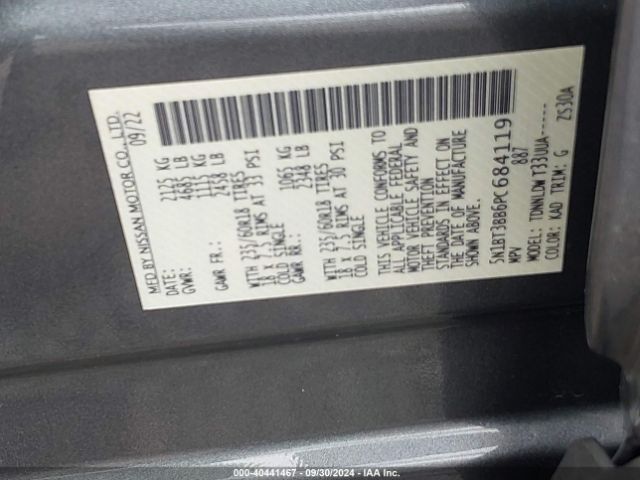 MFD BY NISSAN MOTOR CO., LTD.
DATE: 09/22
GVWR: 2125 KG
4685 LB
GAWR FR.: 1115 KG
2458 LB
WITH 235/60R18 TIRES
18 x 7.5 RIMS AT 33 PSI
COLD SINGLE
GAWR RR.: 1065 KG
2348 LB
WITH 235/60R18 TIRES
18 x 7.5 RIMS AT 30 PSI
COLD SINGLE
THIS VEHICLE CONFORMS TO
ALL APPLICABLE FEDERAL
MOTOR VEHICLE SAFETY AND
THEFT PREVENTION
STANDARDS IN EFFECT ON
THE DATE OF MANUFACTURE
SHOWN ABOVE.
5N1BT3BB6PC684119
MPV 887
MODEL: TDNNLDW T330UA------
COLOR: KAD TRIM: G ZS30A
000-40441467 - 09/30/2024 - IAA Inc.